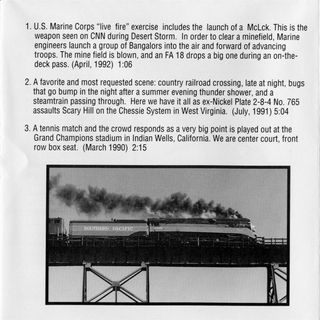 1. U.S. Marine Corps "live fire" exercise includes the launch of a McLck. This is the
weapon seen on CNN during Desert Storm. In order to clear a minefield, Marine
engineers launch a group of Bangalors into the air and forward of advancing
troops. The mine field is blown, and an FA 18 drops a big one during an on-the-
deck pass. (April, 1992) 1:06
2. A favorite and most requested scene: country railroad crossing, late at night, bugs
that go bump in the night after a summer evening thunder shower, and a
steamtrain passing through. Here we have it all as ex-Nickel Plate 2-8-4 No. 765
assaults Scary Hill on the Chessie System in West Virginia. (July, 1991) 5:04
3. A tennis match and the crowd responds as a very big point is played out at the
Grand Champions stadium in Indian Wells, California. We are center court, front
row box seat. (March 1990) 2:15
SOUTHERN PACIFIC